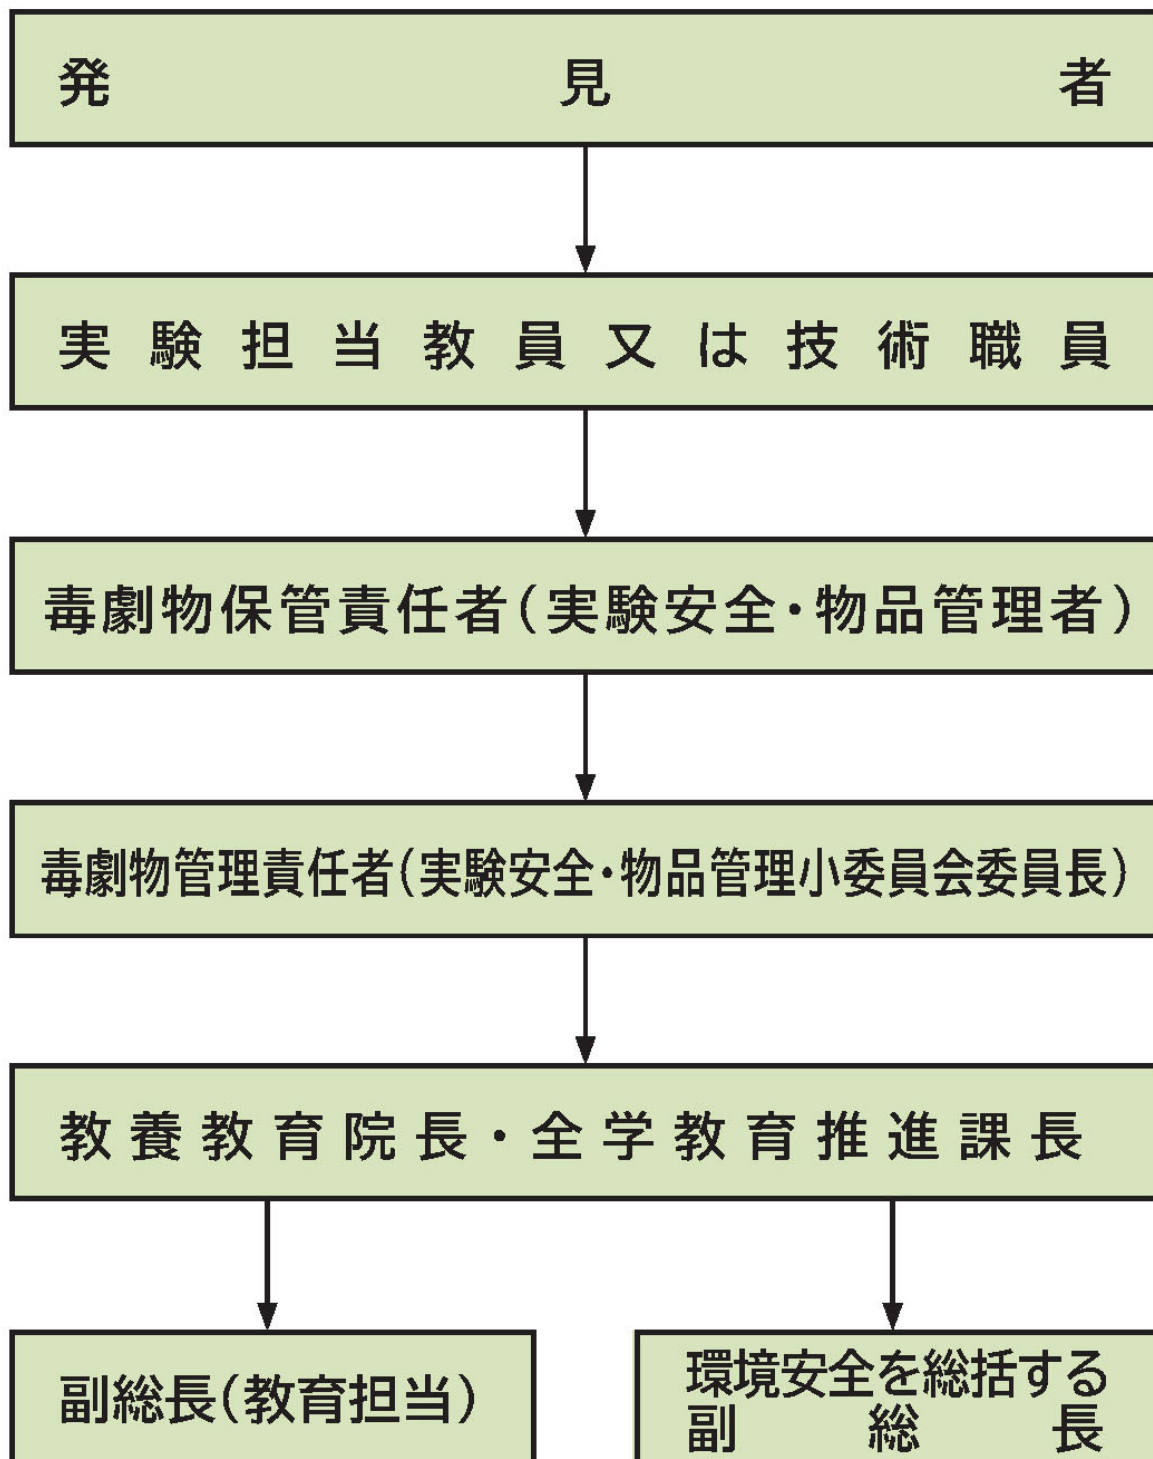 発見者
実験担当教員又は技術職員
毒劇物保管責任者(実験安全・物品管理者)
毒劇物管理責任者(実験安全・物品管理小委員会委員長)
教養教育院長・全学教育推進課長
副総長(教育担当)
環境安全を総括する
副総長